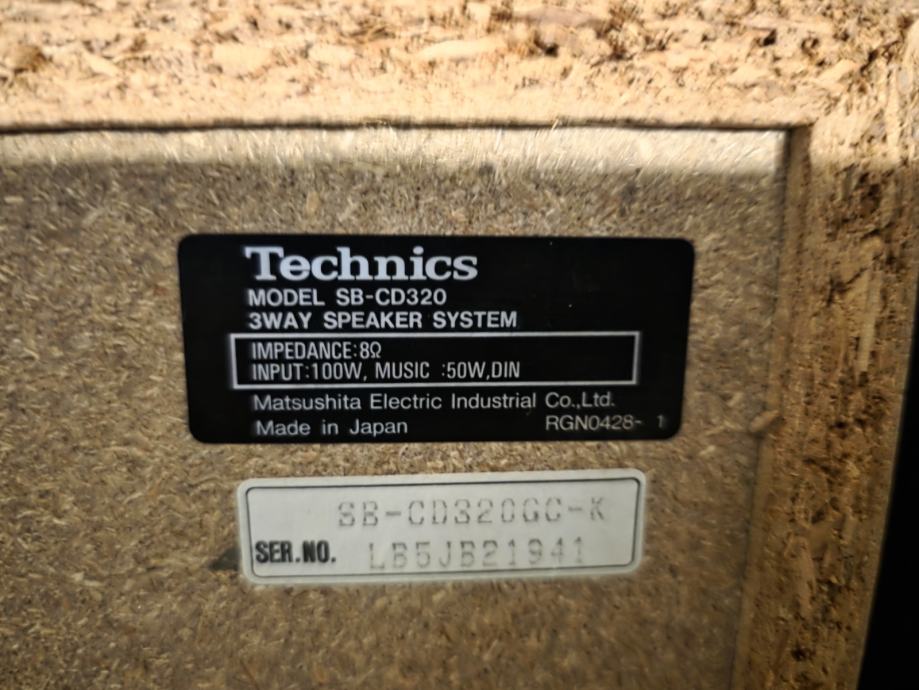 Technics
MODEL SB-CD320
3WAY SPEAKER SYSTEM
IMPEDANCE:8Ω
INPUT:100W, MUSIC :50W,DIN
Matsushita Electric Industrial Co.,Ltd.
Made in Japan RGN0428- 1
SB-CD320GC-K
SER.NO. LB5JB21941